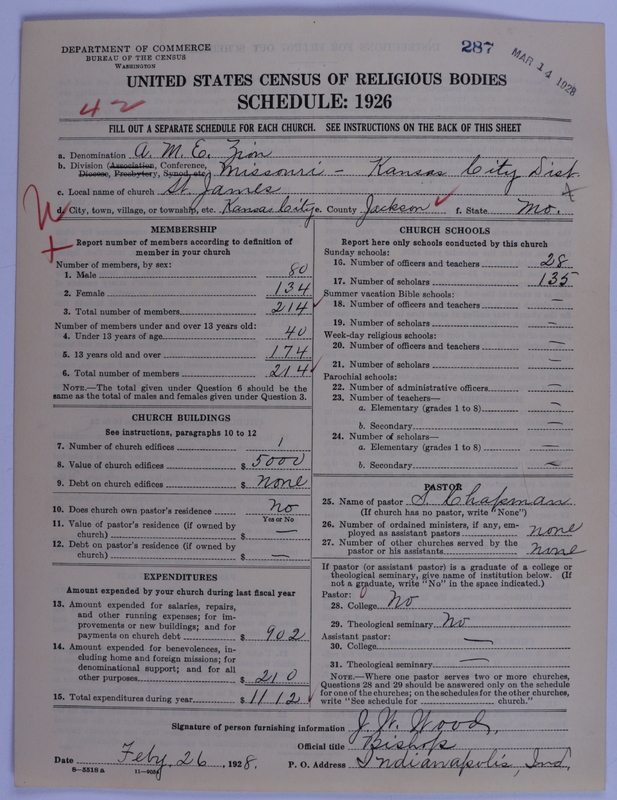 DEPARTMENT OF COMMERCE
BUREAU OF THE CENSUS
WASHINGTON
287
MAR 14 1928
UNITED STATES CENSUS OF RELIGIOUS BODIES
42
SCHEDULE: 1926
FILL OUT A SEPARATE SCHEDULE FOR EACH CHURCH. SEE INSTRUCTIONS ON THE BACK OF THIS SHEET
a. Denomination A. M. E. Zion
b. Division (Association, Conference, Diocese, Presbytery, Synod, etc.) Missouri - Kansas City Dist.
c. Local name of church St. James
d. City, town, village, or township, etc. Kansas City e. County Jackson f. State Mo.
MEMBERSHIP
Report number of members according to definition of
member in your church
Number of members, by sex:
1. Male 80
2. Female 134
3. Total number of members 214
Number of members under and over 13 years old:
4. Under 13 years of age 40
5. 13 years old and over 174
6. Total number of members 214
NOTE.—The total given under Question 6 should be the
same as the total of males and females given under Question 3.
CHURCH BUILDINGS
See instructions, paragraphs 10 to 12
7. Number of church edifices 1
8. Value of church edifices $ 5000
9. Debt on church edifices $ none
10. Does church own pastor's residence no
Yes or No
11. Value of pastor's residence (if owned by
church) $ —
12. Debt on pastor's residence (if owned by
church) $ —
EXPENDITURES
Amount expended by your church during last fiscal year
13. Amount expended for salaries, repairs,
and other running expenses; for im-
provements or new buildings; and for
payments on church debt $ 902
14. Amount expended for benevolences, in-
cluding home and foreign missions; for
denominational support; and for all
other purposes $ 210
15. Total expenditures during year $ 1112
CHURCH SCHOOLS
Report here only schools conducted by this church
Sunday schools:
16. Number of officers and teachers 28
17. Number of scholars 135
Summer vacation Bible schools:
18. Number of officers and teachers —
19. Number of scholars —
Week-day religious schools:
20. Number of officers and teachers —
21. Number of scholars —
Parochial schools:
22. Number of administrative officers —
23. Number of teachers—
a. Elementary (grades 1 to 8) —
b. Secondary —
24. Number of scholars—
a. Elementary (grades 1 to 8) —
b. Secondary —
PASTOR
25. Name of pastor S. Chapman
(If church has no pastor, write "None")
26. Number of ordained ministers, if any, em-
ployed as assistant pastors none
27. Number of other churches served by the
pastor or his assistants none
If pastor (or assistant pastor) is a graduate of a college or
theological seminary, give name of institution below. (If
not a graduate, write "No" in the space indicated.)
Pastor:
28. College No
29. Theological seminary No
Assistant pastor:
30. College —
31. Theological seminary —
NOTE.—Where one pastor serves two or more churches,
Questions 28 and 29 should be answered only on the schedule
for one of the churches; on the schedules for the other churches,
write "See schedule for church."
Signature of person furnishing information J. W. Wood,
Official title Bishop
Date Feby. 26, 1928. P. O. Address Indianapolis, Ind.
8—5518 a 11—9051